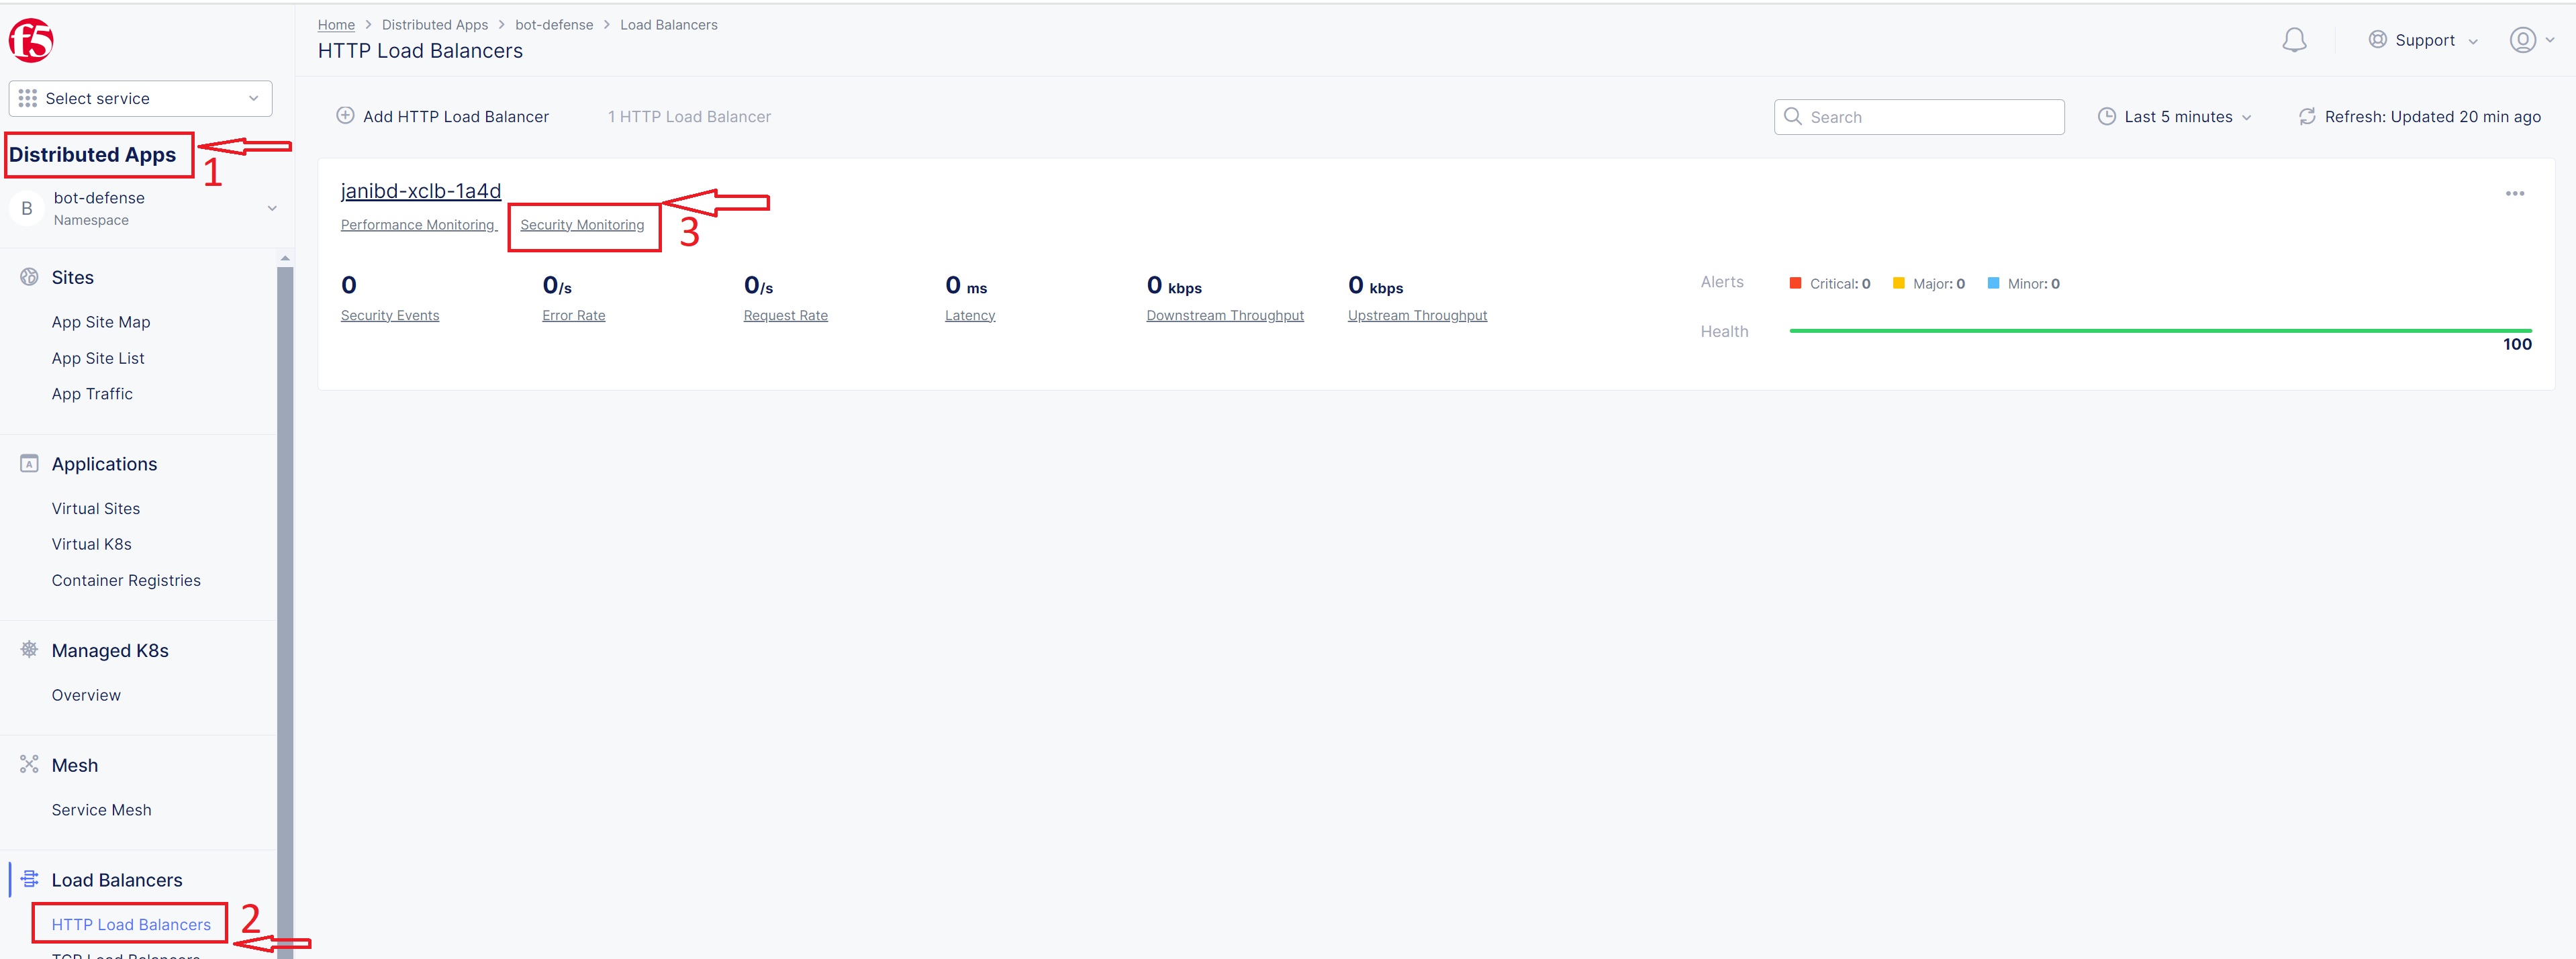 f5
Select service
Distributed Apps
1
B
bot-defense
Namespace
Sites
App Site Map
App Site List
App Traffic
A
Applications
Virtual Sites
Virtual K8s
Container Registries
Managed K8s
Overview
Mesh
Service Mesh
Load Balancers
HTTP Load Balancers
2
TCP Load Balancers
Home > Distributed Apps > bot-defense > Load Balancers
HTTP Load Balancers
Support
Add HTTP Load Balancer
1 HTTP Load Balancer
Search
Last 5 minutes
Refresh: Updated 20 min ago
janibd-xclb-1a4d
Performance Monitoring
Security Monitoring
3
0
Security Events
0/s
Error Rate
0/s
Request Rate
0 ms
Latency
0 kbps
Downstream Throughput
0 kbps
Upstream Throughput
Alerts
Critical: 0
Major: 0
Minor: 0
Health
100